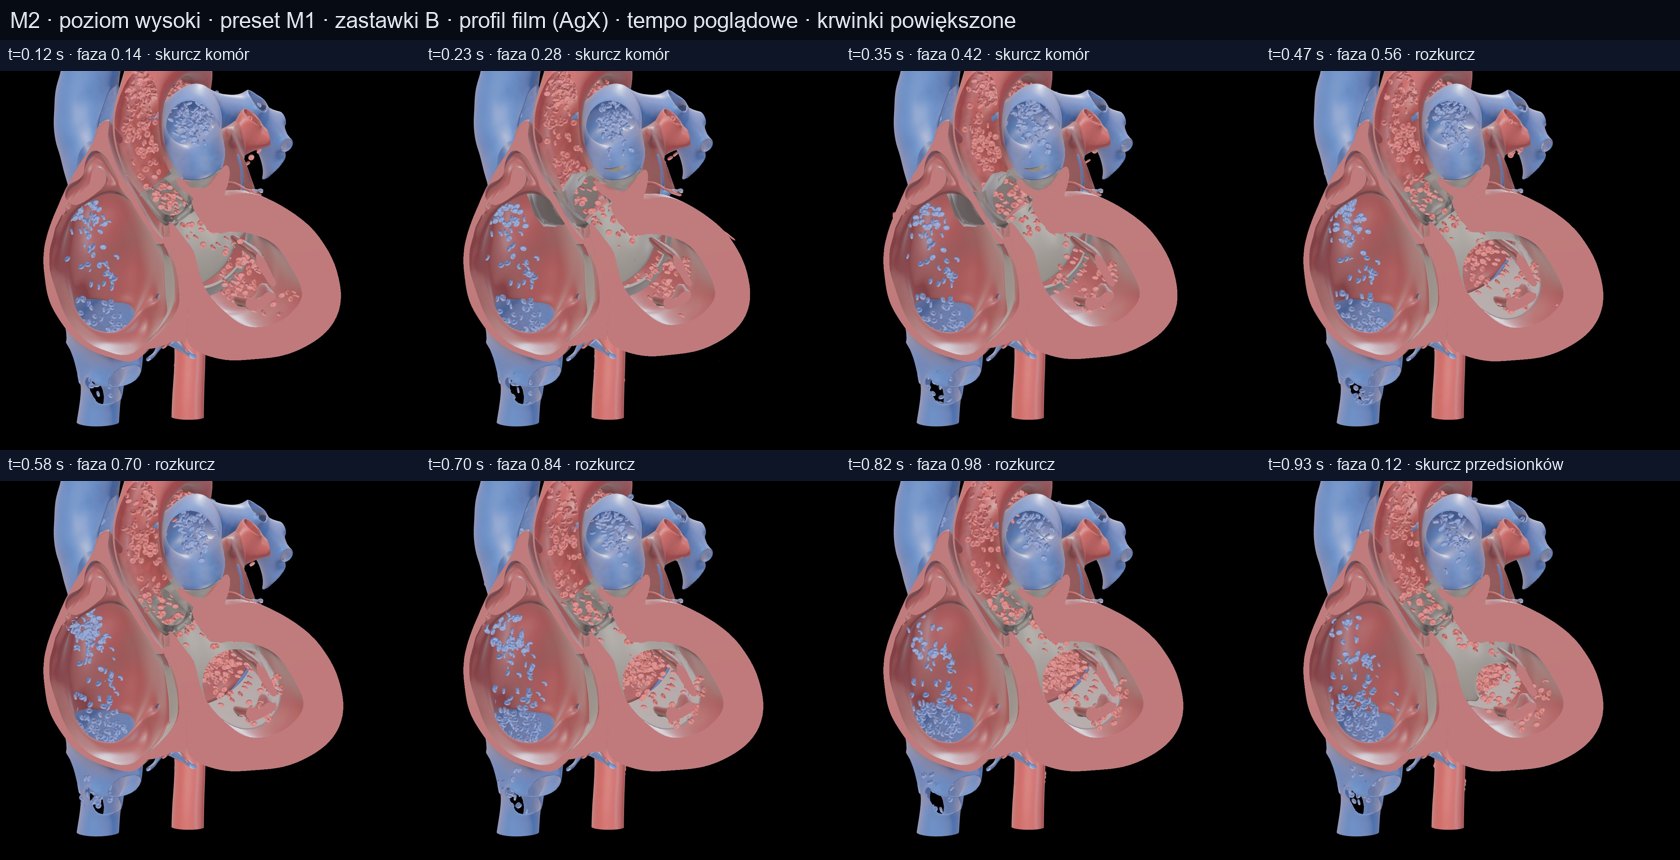 M2 · poziom wysoki · preset M1 · zastawki B · profil film (AgX) · tempo poglądowe · krwinki powiększone
t=0.12 s · faza 0.14 · skurcz komór
t=0.23 s · faza 0.28 · skurcz komór
t=0.35 s · faza 0.42 · skurcz komór
t=0.47 s · faza 0.56 · rozkurcz
t=0.58 s · faza 0.70 · rozkurcz
t=0.70 s · faza 0.84 · rozkurcz
t=0.82 s · faza 0.98 · rozkurcz
t=0.93 s · faza 0.12 · skurcz przedsionków